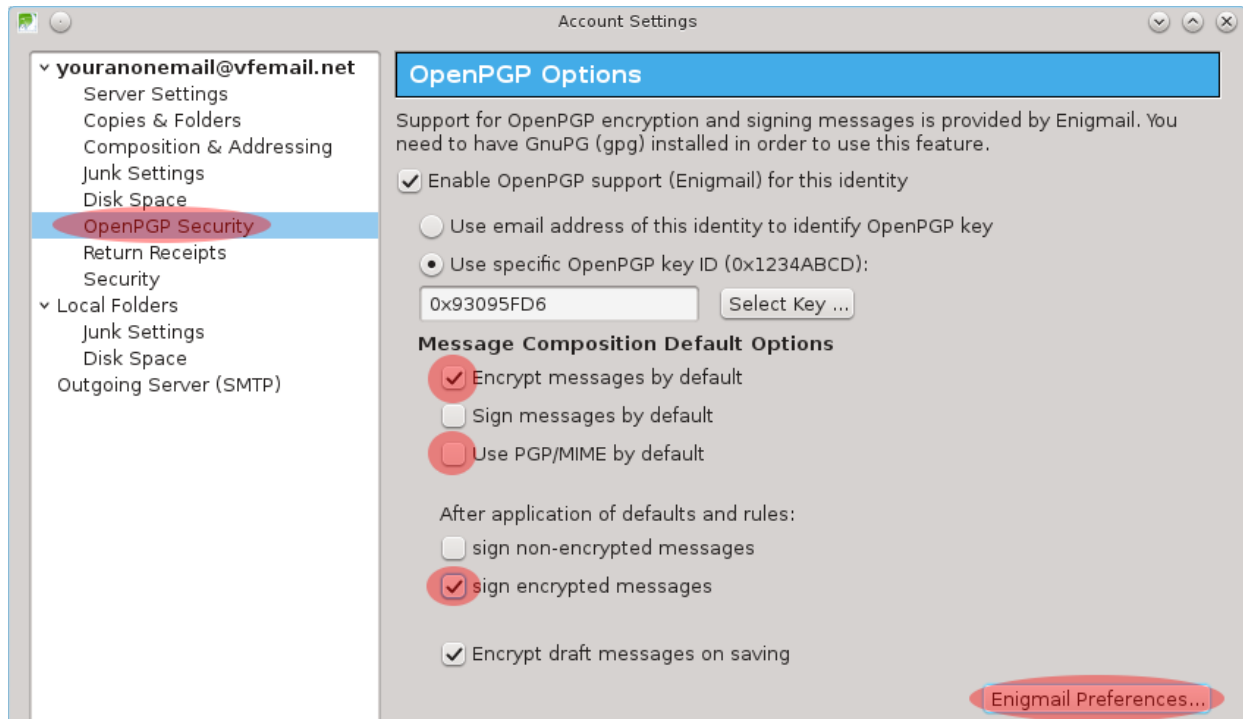 Account Settings
youranonemail@vfemail.net
Server Settings
Copies & Folders
Composition & Addressing
Junk Settings
Disk Space
OpenPGP Security
Return Receipts
Security
Local Folders
Junk Settings
Disk Space
Outgoing Server (SMTP)
OpenPGP Options
Support for OpenPGP encryption and signing messages is provided by Enigmail. You
need to have GnuPG (gpg) installed in order to use this feature.
Enable OpenPGP support (Enigmail) for this identity
Use email address of this identity to identify OpenPGP key
Use specific OpenPGP key ID (0x1234ABCD):
0x93095FD6
Select Key ...
Message Composition Default Options
Encrypt messages by default
Sign messages by default
Use PGP/MIME by default
After application of defaults and rules:
sign non-encrypted messages
sign encrypted messages
Encrypt draft messages on saving
Enigmail Preferences...